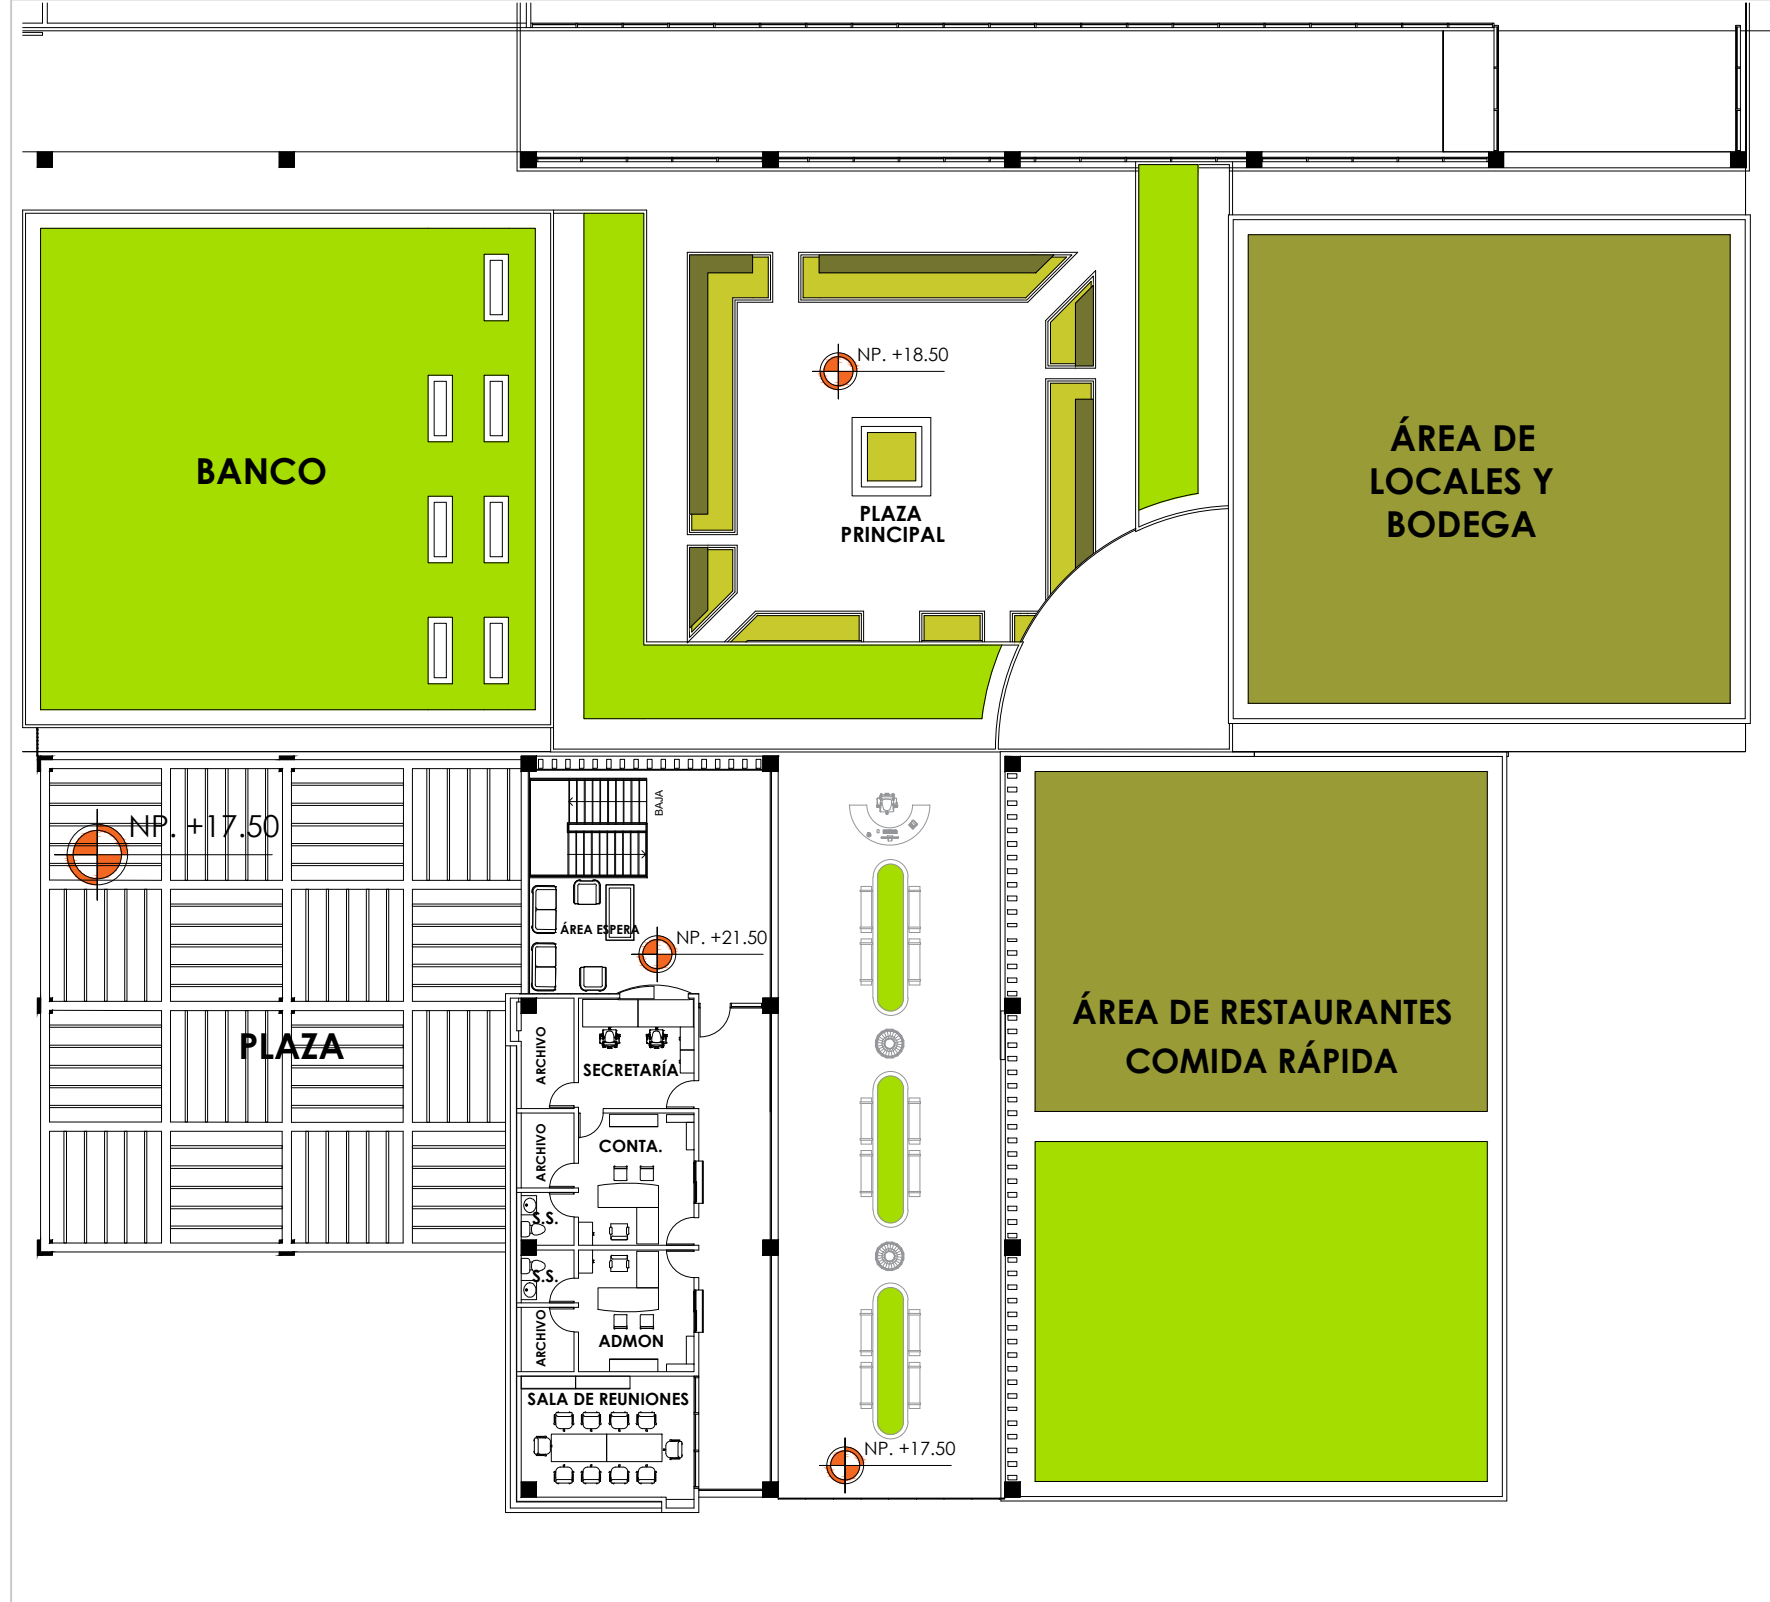 NP. +18.50
BANCO
PLAZA
PRINCIPAL
ÁREA DE
LOCALES Y
BODEGA
BAJA
NP. +17.50
ÁREA ESPERA
NP. +21.50
PLAZA
ARCHIVO
SECRETARÍA
ÁREA DE RESTAURANTES
COMIDA RÁPIDA
ARCHIVO
CONTA.
S.S.
S.S.
ARCHIVO
ADMON
SALA DE REUNIONES
NP. +17.50